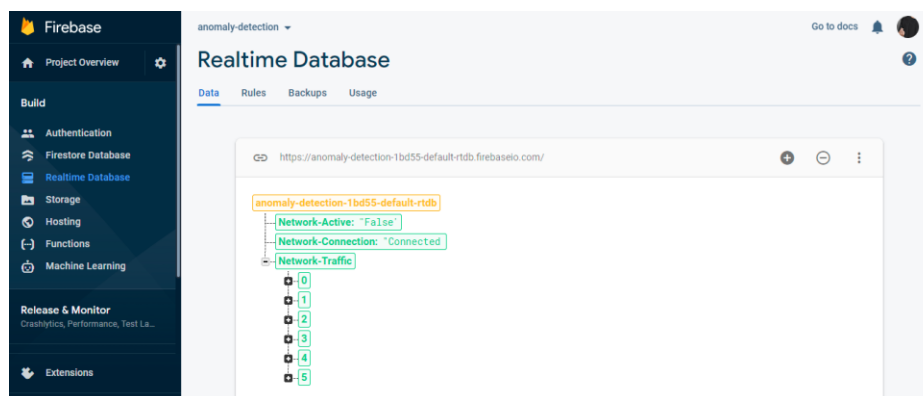 Firebase
Project Overview
Build
Authentication
Firestore Database
Realtime Database
Storage
Hosting
Functions
Machine Learning
Release & Monitor
Crashlytics, Performance, Test La...
Extensions
anomaly-detection
Go to docs
Realtime Database
Data Rules Backups Usage
https://anomaly-detection-1bd55-default-rtdb.firebaseio.com/
anomaly-detection-1bd55-default-rtdb
Network-Active: "False"
Network-Connection: "Connected
Network-Traffic
0
1
2
3
4
5